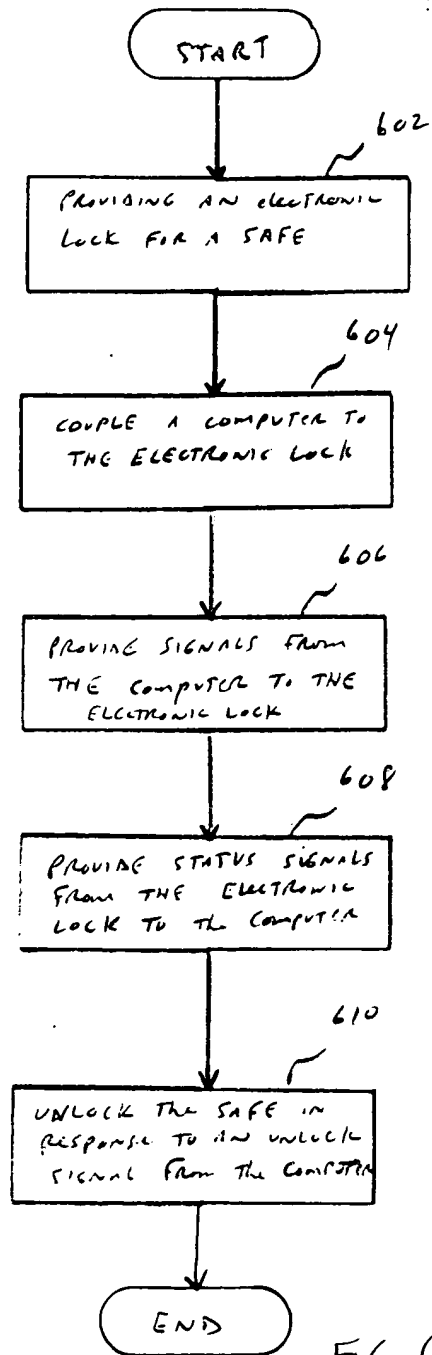 START
602
PROVIDING AN electronic
LOCK FOR A SAFE
604
COUPLE A COMPUTER TO
THE ELECTRONIC LOCK
606
PROVIDE SIGNALS FROM
THE COMPUTER TO THE
ELECTRONIC LOCK
608
PROVIDE STATUS SIGNALS
FROM THE ELECTRONIC
LOCK TO the COMPUTER
610
UNLOCK The SAFE IN
RESPONSE TO AN UNLOCK
SIGNAL FROM the COMPUTER
END